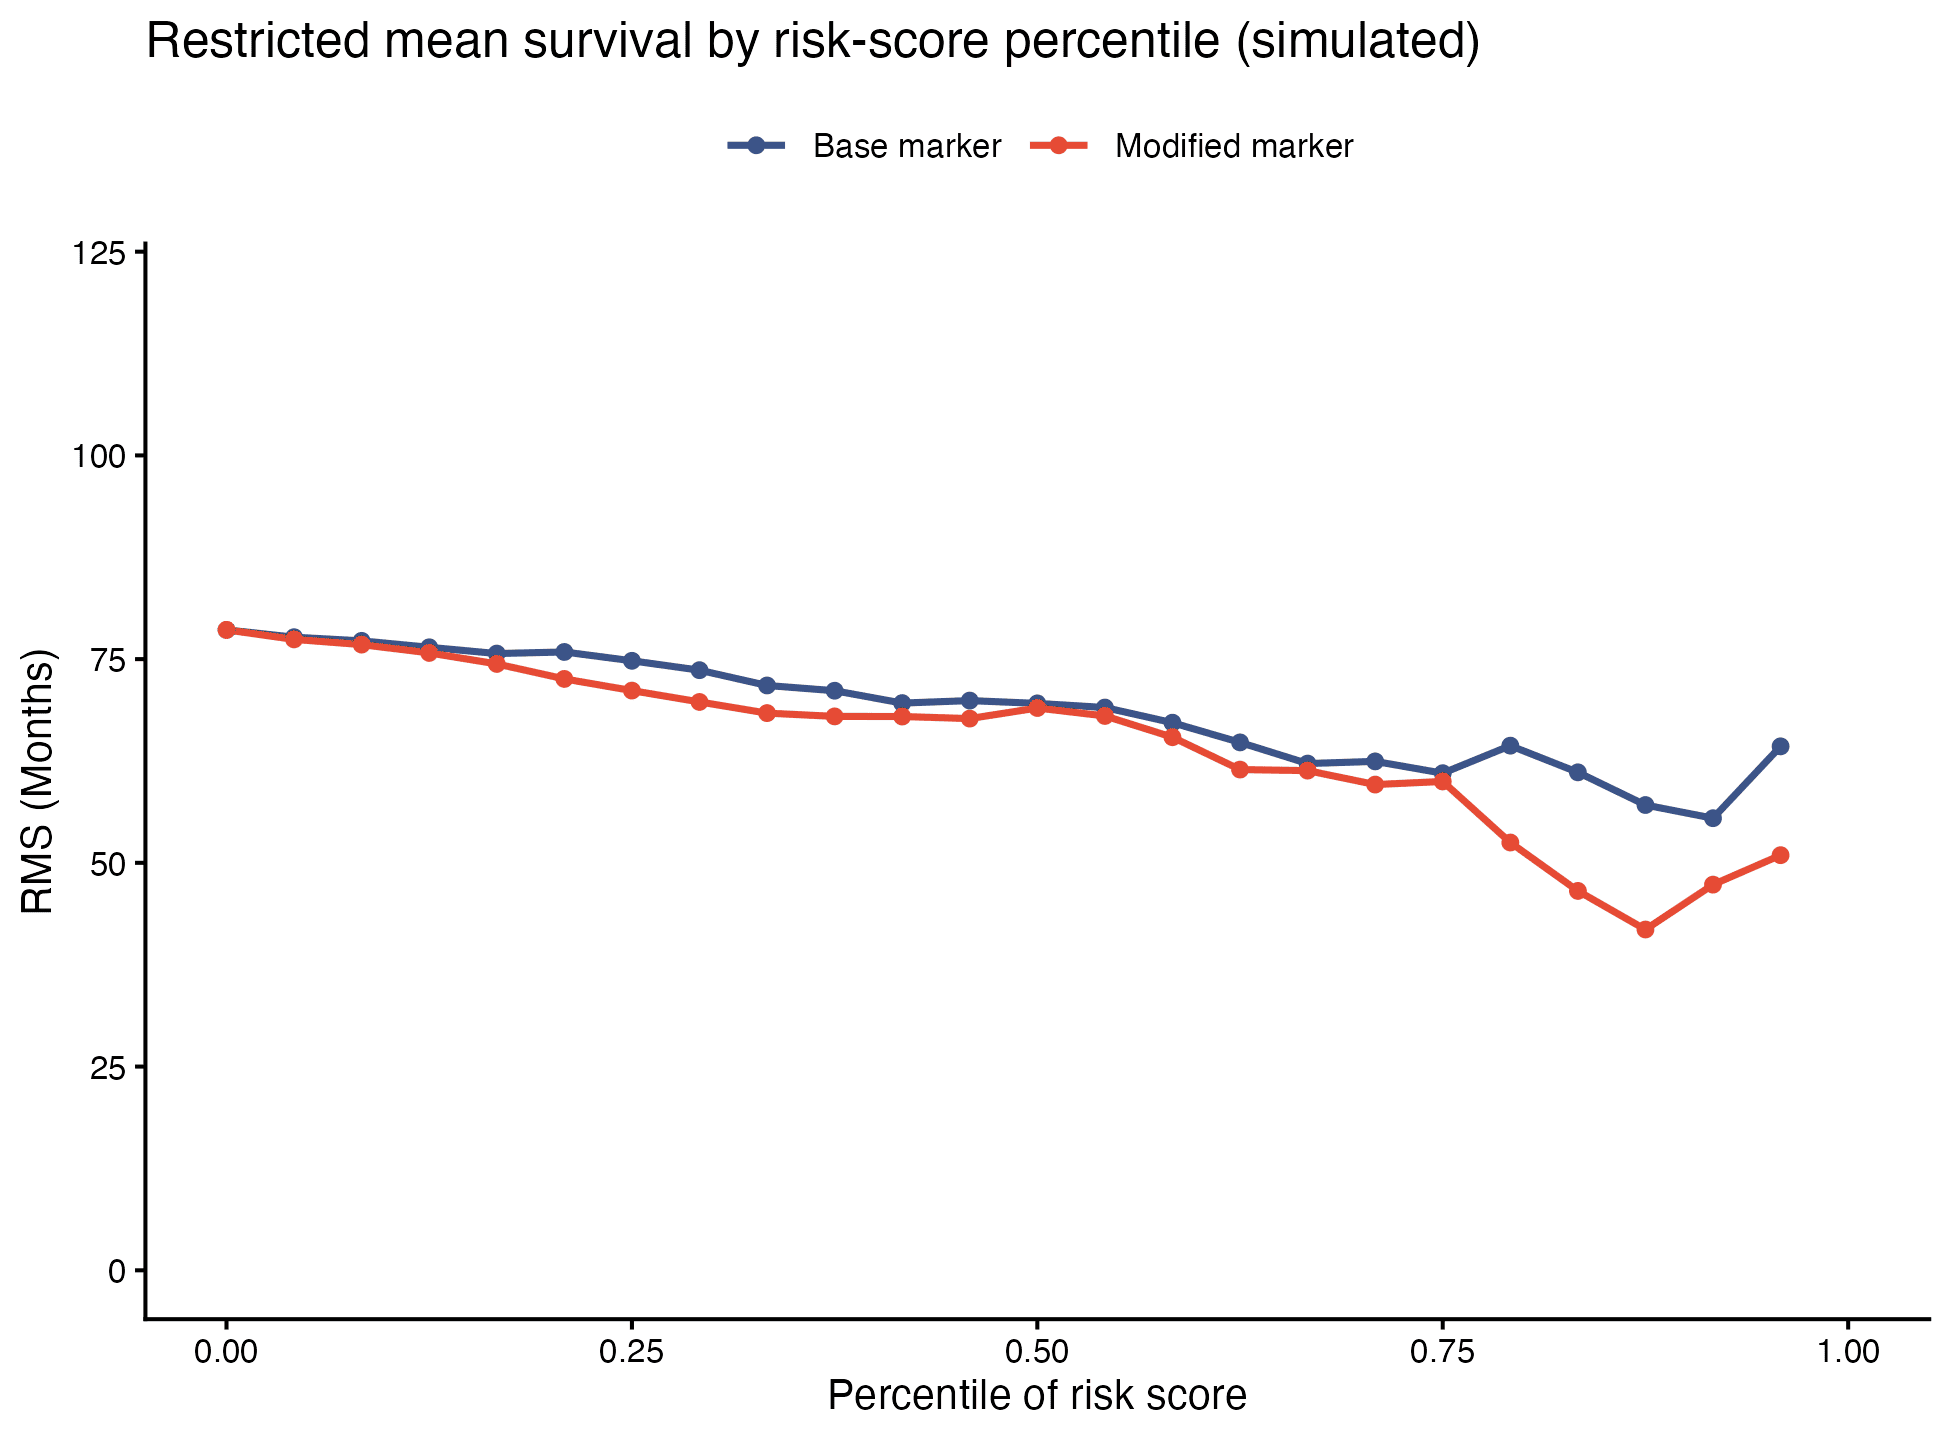 Restricted mean survival by risk-score percentile (simulated)
Base marker Modified marker
125
100
75
50
25
0
RMS (Months)
0.00 0.25 0.50 0.75 1.00
Percentile of risk score